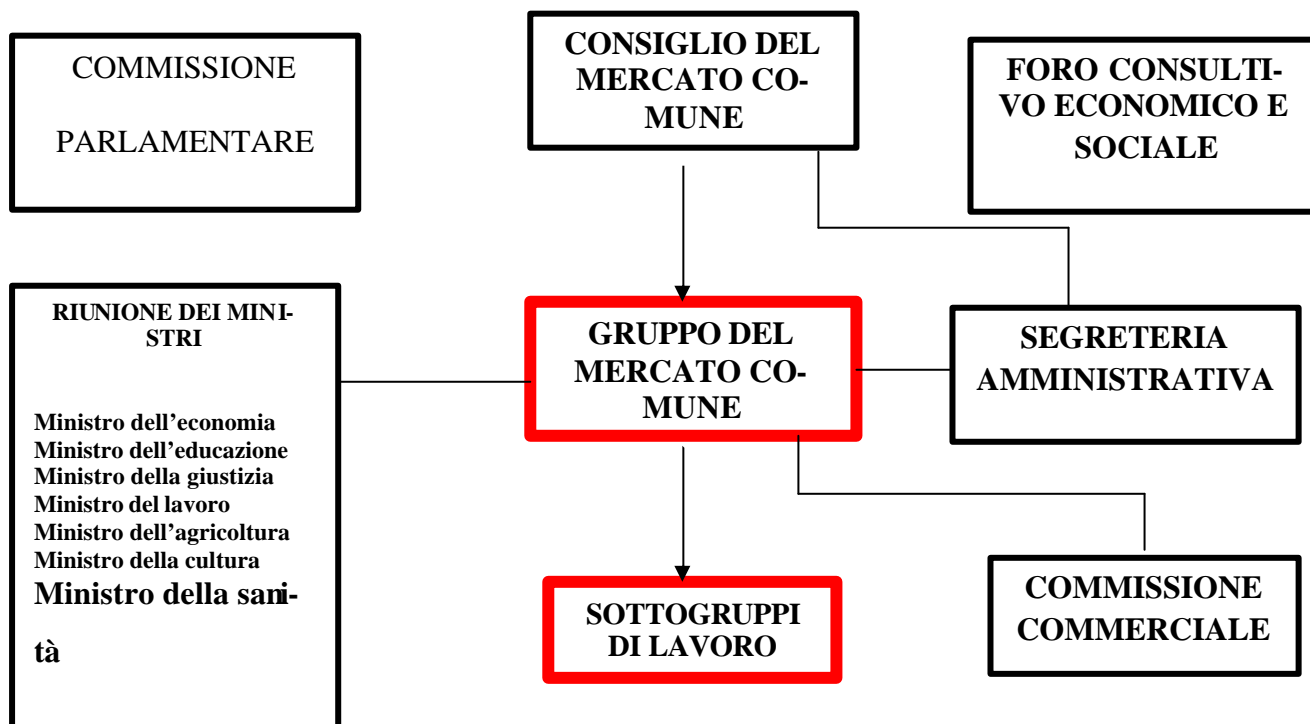 COMMISSIONE
PARLAMENTARE
CONSIGLIO DEL
MERCATO CO-
MUNE
FORO CONSULTI-
VO ECONOMICO E
SOCIALE
RIUNIONE DEI MINI-
STRI
Ministro dell’economia
Ministro dell’educazione
Ministro della giustizia
Ministro del lavoro
Ministro dell’agricoltura
Ministro della cultura
Ministro della sani-
tà
GRUPPO DEL
MERCATO CO-
MUNE
SEGRETERIA
AMMINISTRATIVA
SOTTOGRUPPI
DI LAVORO
COMMISSIONE
COMMERCIALE